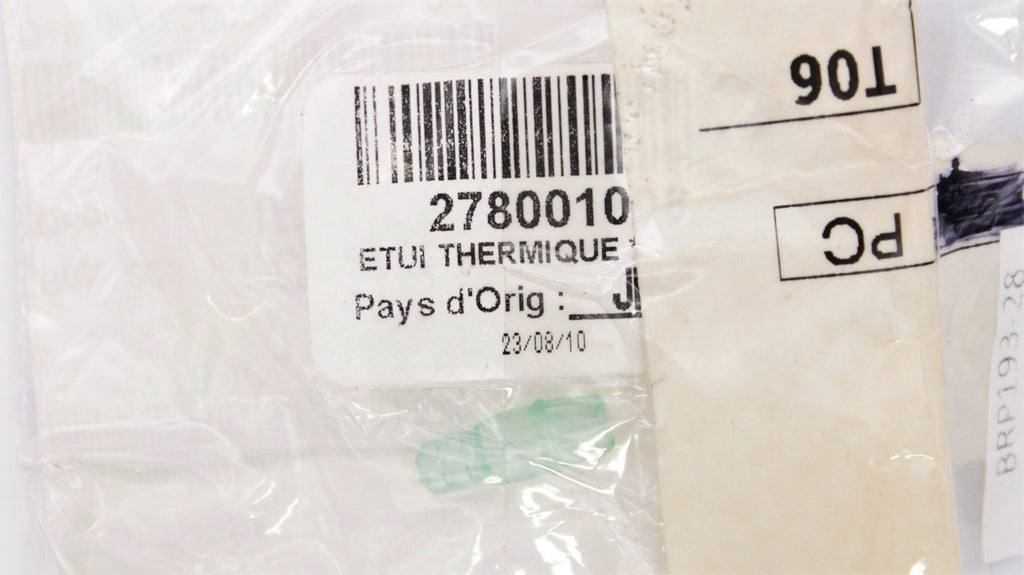 2780010
ETUI THERMIQUE
Pays d'Orig :
23/08/10
T06
PC
BRP193-28